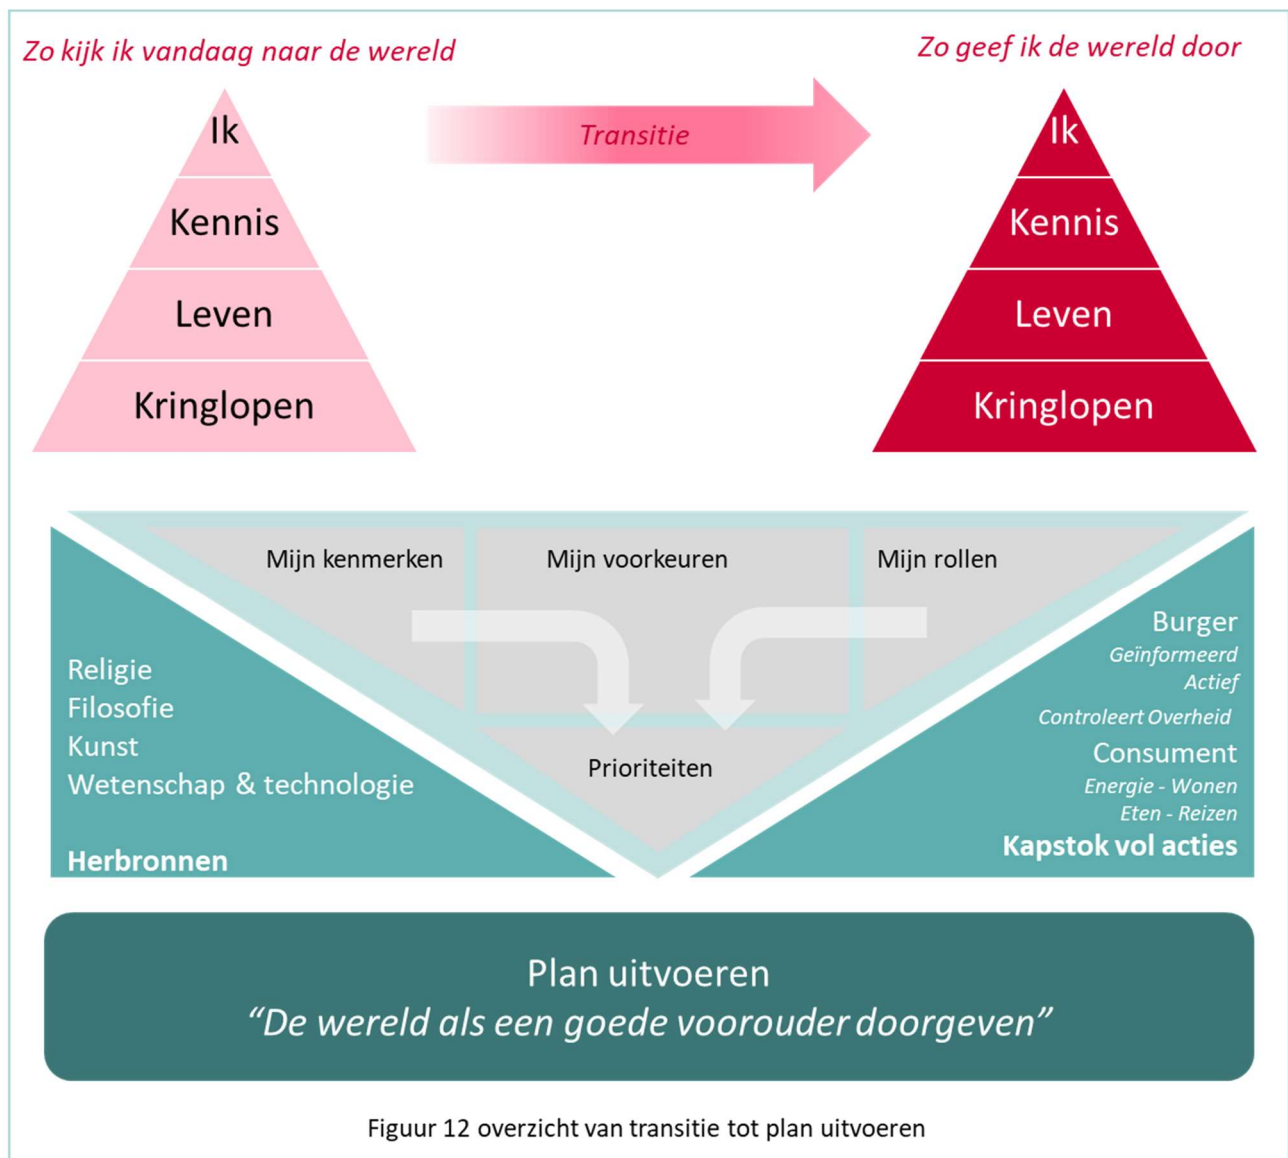 Zo kijk ik vandaag naar de wereld
Zo geef ik de wereld door
Ik
Kennis
Leven
Kringlopen
Transitie
Ik
Kennis
Leven
Kringlopen
Mijn kenmerken
Mijn voorkeuren
Mijn rollen
Prioriteiten
Religie
Filosofie
Kunst
Wetenschap & technologie
Herbronnen
Burger
Geïnformeerd
Actief
Controleert Overheid
Consument
Energie - Wonen
Eten - Reizen
Kapstok vol acties
Plan uitvoeren
“De wereld als een goede voorouder doorgeven”
Figuur 12 overzicht van transitie tot plan uitvoeren